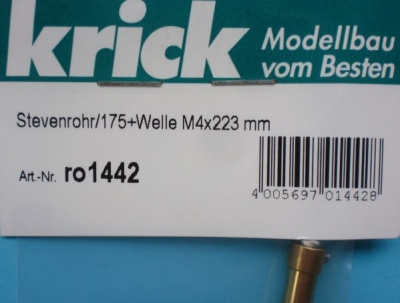 krick
Modellbau
vom Besten
Stevenrohr/175+Welle M4x223 mm
Art.-Nr. ro1442
4 005697 014428